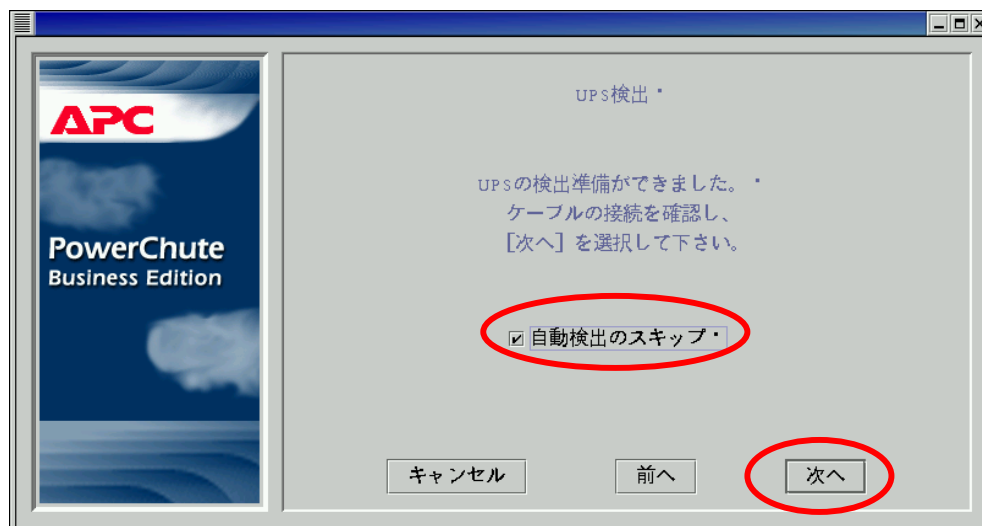 APC
PowerChute
Business Edition
UPS検出・
UPSの検出準備ができました。・
ケーブルの接続を確認し、
［次へ］を選択して下さい。
自動検出のスキップ・
キャンセル
前へ
次へ